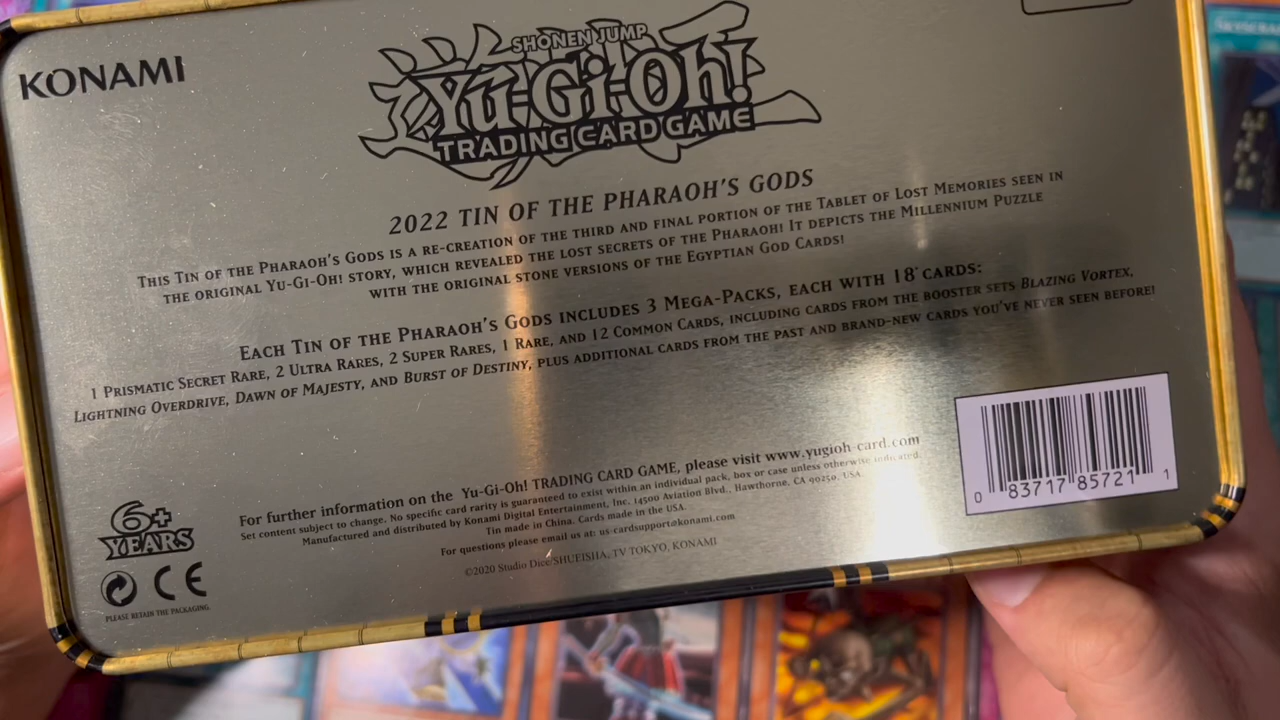 KONAMI
SHONEN JUMP
Yu-Gi-Oh!
TRADING CARD GAME
2022 TIN OF THE PHARAOH'S GODS
THIS TIN OF THE PHARAOH'S GODS IS A RE-CREATION OF THE THIRD AND FINAL PORTION OF THE TABLET OF LOST MEMORIES SEEN IN
THE ORIGINAL YU-GI-OH! STORY, WHICH REVEALED THE LOST SECRETS OF THE PHARAOH! IT DEPICTS THE MILLENNIUM PUZZLE
WITH THE ORIGINAL STONE VERSIONS OF THE EGYPTIAN GOD CARDS!
EACH TIN OF THE PHARAOH'S GODS INCLUDES 3 MEGA-PACKS, EACH WITH 18* CARDS:
1 PRISMATIC SECRET RARE, 2 ULTRA RARES, 2 SUPER RARES, 1 RARE, AND 12 COMMON CARDS, INCLUDING CARDS FROM THE BOOSTER SETS BLAZING VORTEX,
LIGHTNING OVERDRIVE, DAWN OF MAJESTY, AND BURST OF DESTINY, PLUS ADDITIONAL CARDS FROM THE PAST AND BRAND-NEW CARDS YOU'VE NEVER SEEN BEFORE!
For further information on the Yu-Gi-Oh! TRADING CARD GAME, please visit www.yugioh-card.com
Set content subject to change. No specific card rarity is guaranteed to exist within an individual pack, box or case unless otherwise indicated.
Manufactured and distributed by Konami Digital Entertainment, Inc. 14500 Aviation Blvd., Hawthorne, CA 90250. USA.
Tin made in China. Cards made in the USA.
For questions please email us at: us-cardsupport@konami.com
©2020 Studio Dice/SHUEISHA, TV TOKYO, KONAMI
6+
YEARS
CE
PLEASE RETAIN THE PACKAGING.
0 83717 85721 1